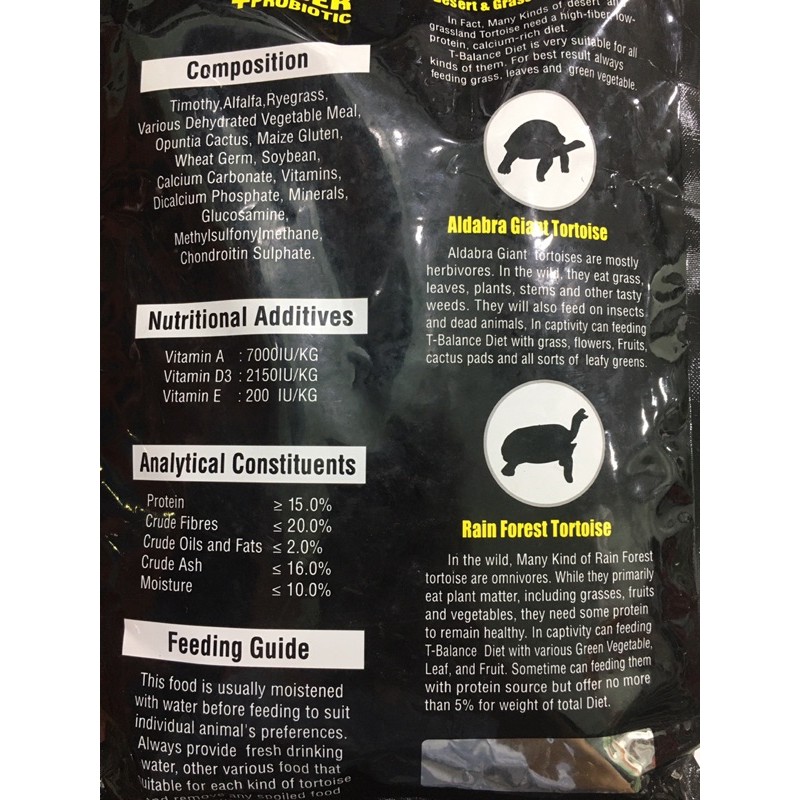 PROBIOTIC
Composition
Timothy,Alfalfa,Ryegrass,
Various Dehydrated Vegetable Meal,
Opuntia Cactus, Maize Gluten,
Wheat Germ, Soybean,
Calcium Carbonate, Vitamins,
Dicalcium Phosphate, Minerals,
Glucosamine,
Methylsulfonylmethane,
Chondroitin Sulphate.
Nutritional Additives
Vitamin A : 7000IU/KG
Vitamin D3 : 2150IU/KG
Vitamin E : 200 IU/KG
Analytical Constituents
Protein ≥ 15.0%
Crude Fibres ≤ 20.0%
Crude Oils and Fats ≤ 2.0%
Crude Ash ≤ 16.0%
Moisture ≤ 10.0%
Feeding Guide
This food is usually moistened
with water before feeding to suit
individual animal's preferences.
Always provide fresh drinking
water, other various food that
uitable for each kind of tortoise
and remove any spoiled food
Desert &
In Fact, Many Kinds of desert and
grassland Tortoise need a high-fiber, low-
protein, calcium-rich diet.
T-Balance Diet is very suitable for all
kinds of them. For best result always
feeding grass, leaves and green vegetable.
Aldabra Giant Tortoise
Aldabra Giant tortoises are mostly
herbivores. In the wild, they eat grass,
leaves, plants, stems and other tasty
weeds. They will also feed on insects
and dead animals, In captivity can feeding
T-Balance Diet with grass, flowers, Fruits,
cactus pads and all sorts of leafy greens.
Rain Forest Tortoise
In the wild, Many Kind of Rain Forest
tortoise are omnivores. While they primarily
eat plant matter, including grasses, fruits
and vegetables, they need some protein
to remain healthy. In captivity can feeding
T-Balance Diet with various Green Vegetable,
Leaf, and Fruit. Sometime can feeding them
with protein source but offer no more
than 5% for weight of total Diet.